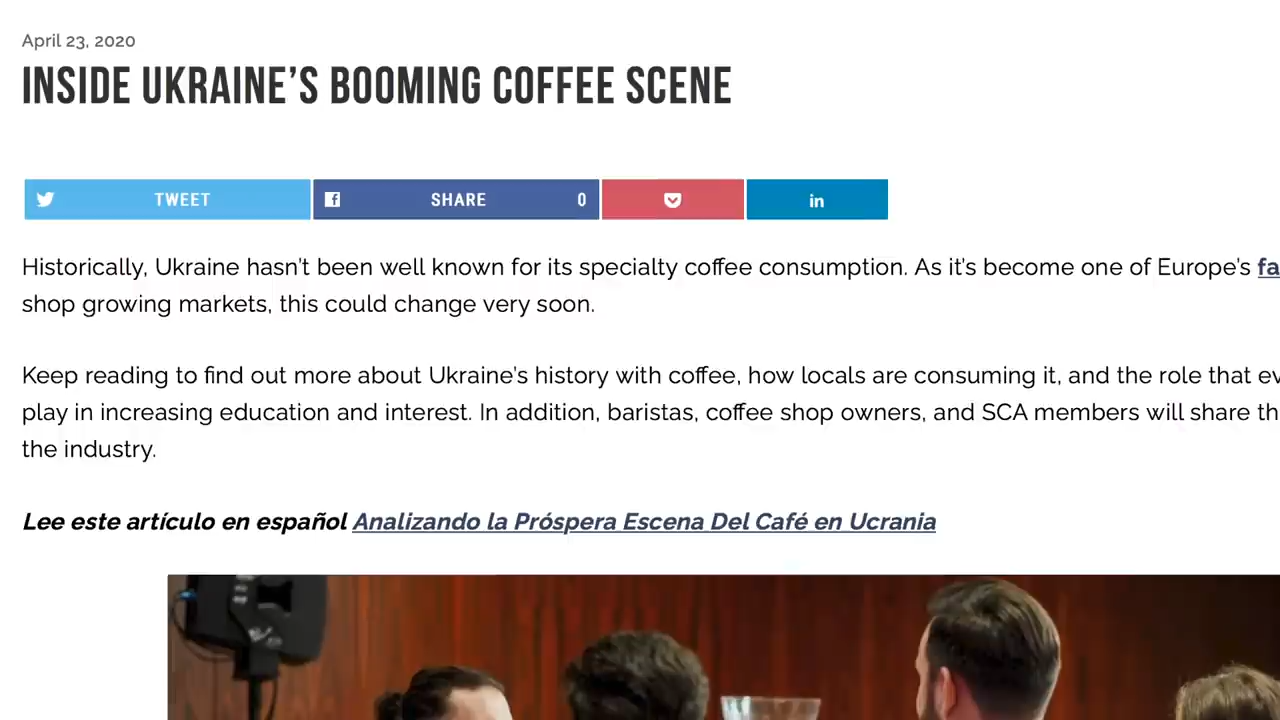 April 23, 2020
INSIDE UKRAINE’S BOOMING COFFEE SCENE
TWEET SHARE 0 in
Historically, Ukraine hasn’t been well known for its specialty coffee consumption. As it’s become one of Europe’s
shop growing markets, this could change very soon.
Keep reading to find out more about Ukraine’s history with coffee, how locals are consuming it, and the role that
play in increasing education and interest. In addition, baristas, coffee shop owners, and SCA members will share
the industry.
Lee este artículo en español Analizando la Próspera Escena Del Café en Ucrania